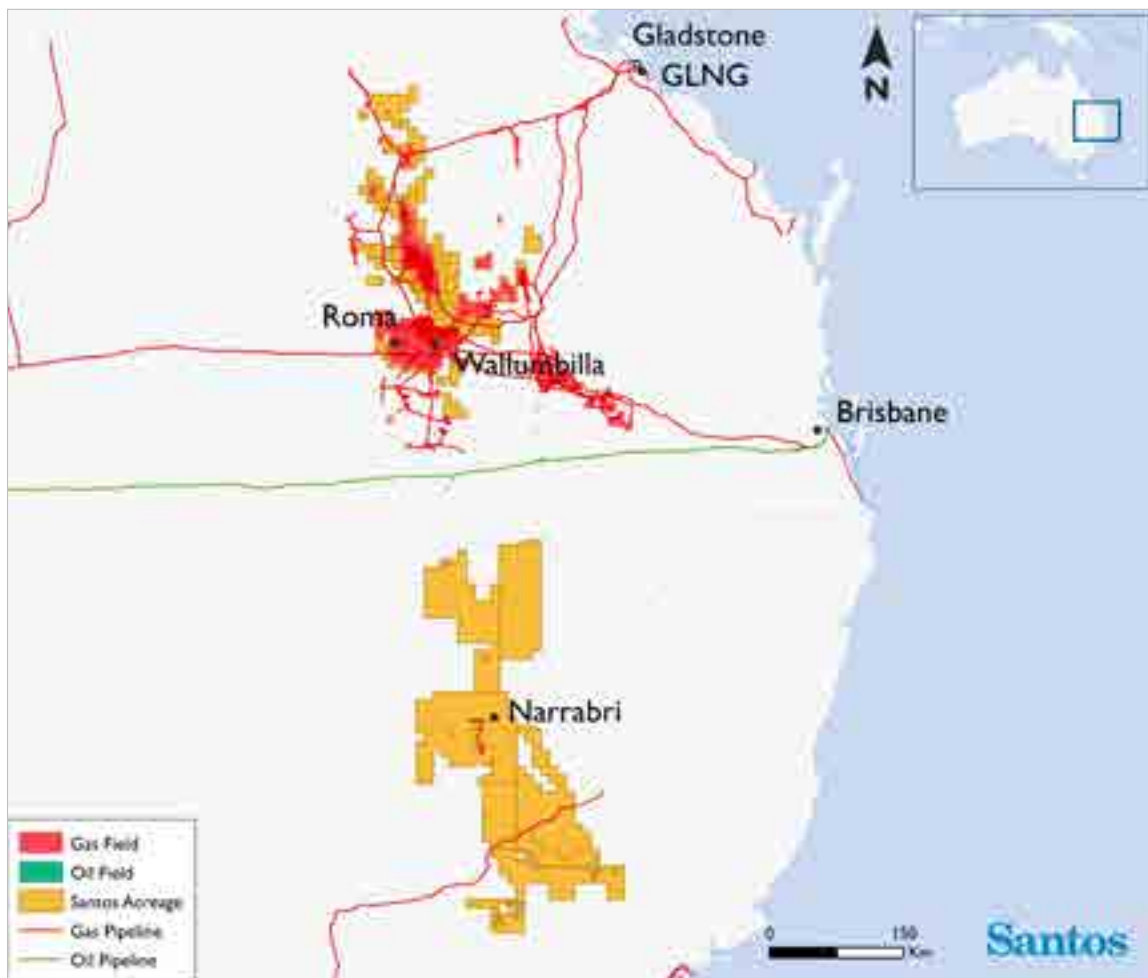 Gladstone
GLNG
N
Roma
Wallumbilla
Brisbane
Narrabri
Gas Field
Oil Field
Santos Acreage
Gas Pipeline
Oil Pipeline
0 150
Km
Santos